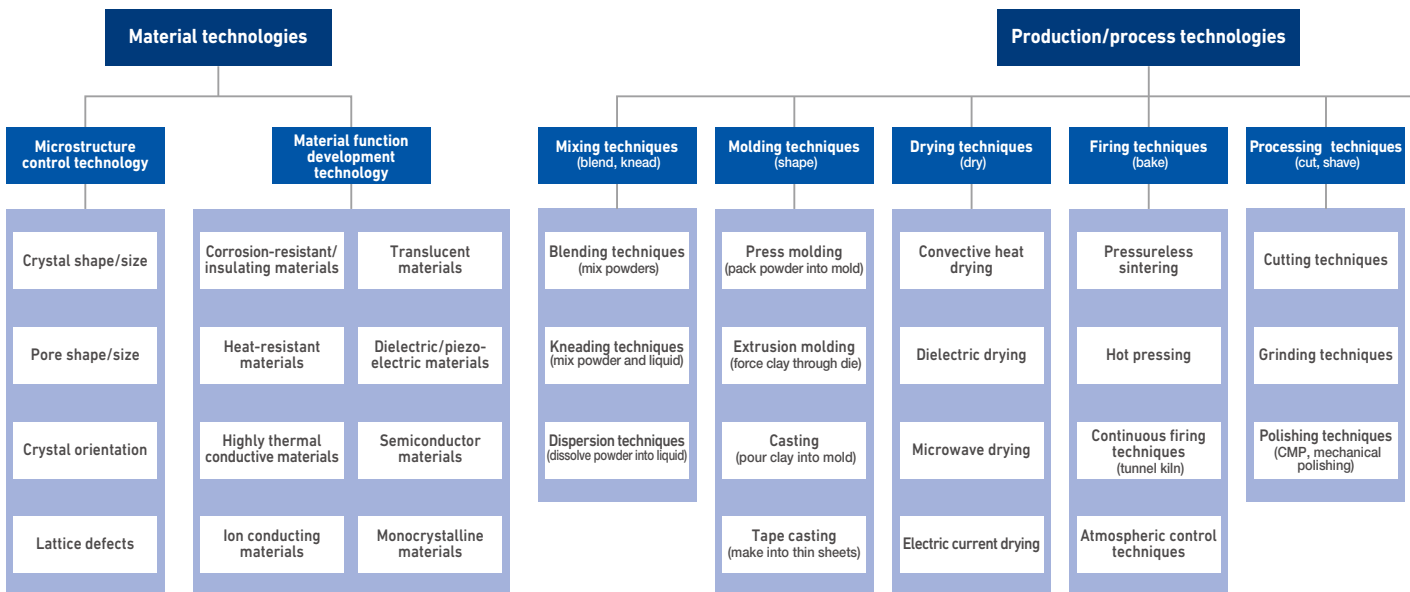 Material technologies
Production/process technologies
Microstructure
control technology
Material function
development
technology
Mixing techniques
(blend, knead)
Molding techniques
(shape)
Drying techniques
(dry)
Firing techniques
(bake)
Processing techniques
(cut, shave)
Crystal shape/size
Pore shape/size
Crystal orientation
Lattice defects
Corrosion-resistant/
insulating materials
Translucent
materials
Heat-resistant
materials
Dielectric/piezo-
electric materials
Highly thermal
conductive materials
Semiconductor
materials
Ion conducting
materials
Monocrystalline
materials
Blending techniques
(mix powders)
Kneading techniques
(mix powder and liquid)
Dispersion techniques
(dissolve powder into liquid)
Press molding
(pack powder into mold)
Extrusion molding
(force clay through die)
Casting
(pour clay into mold)
Tape casting
(make into thin sheets)
Convective heat
drying
Dielectric drying
Microwave drying
Electric current drying
Pressureless
sintering
Hot pressing
Continuous firing
techniques
(tunnel kiln)
Atmospheric control
techniques
Cutting techniques
Grinding techniques
Polishing techniques
(CMP, mechanical
polishing)